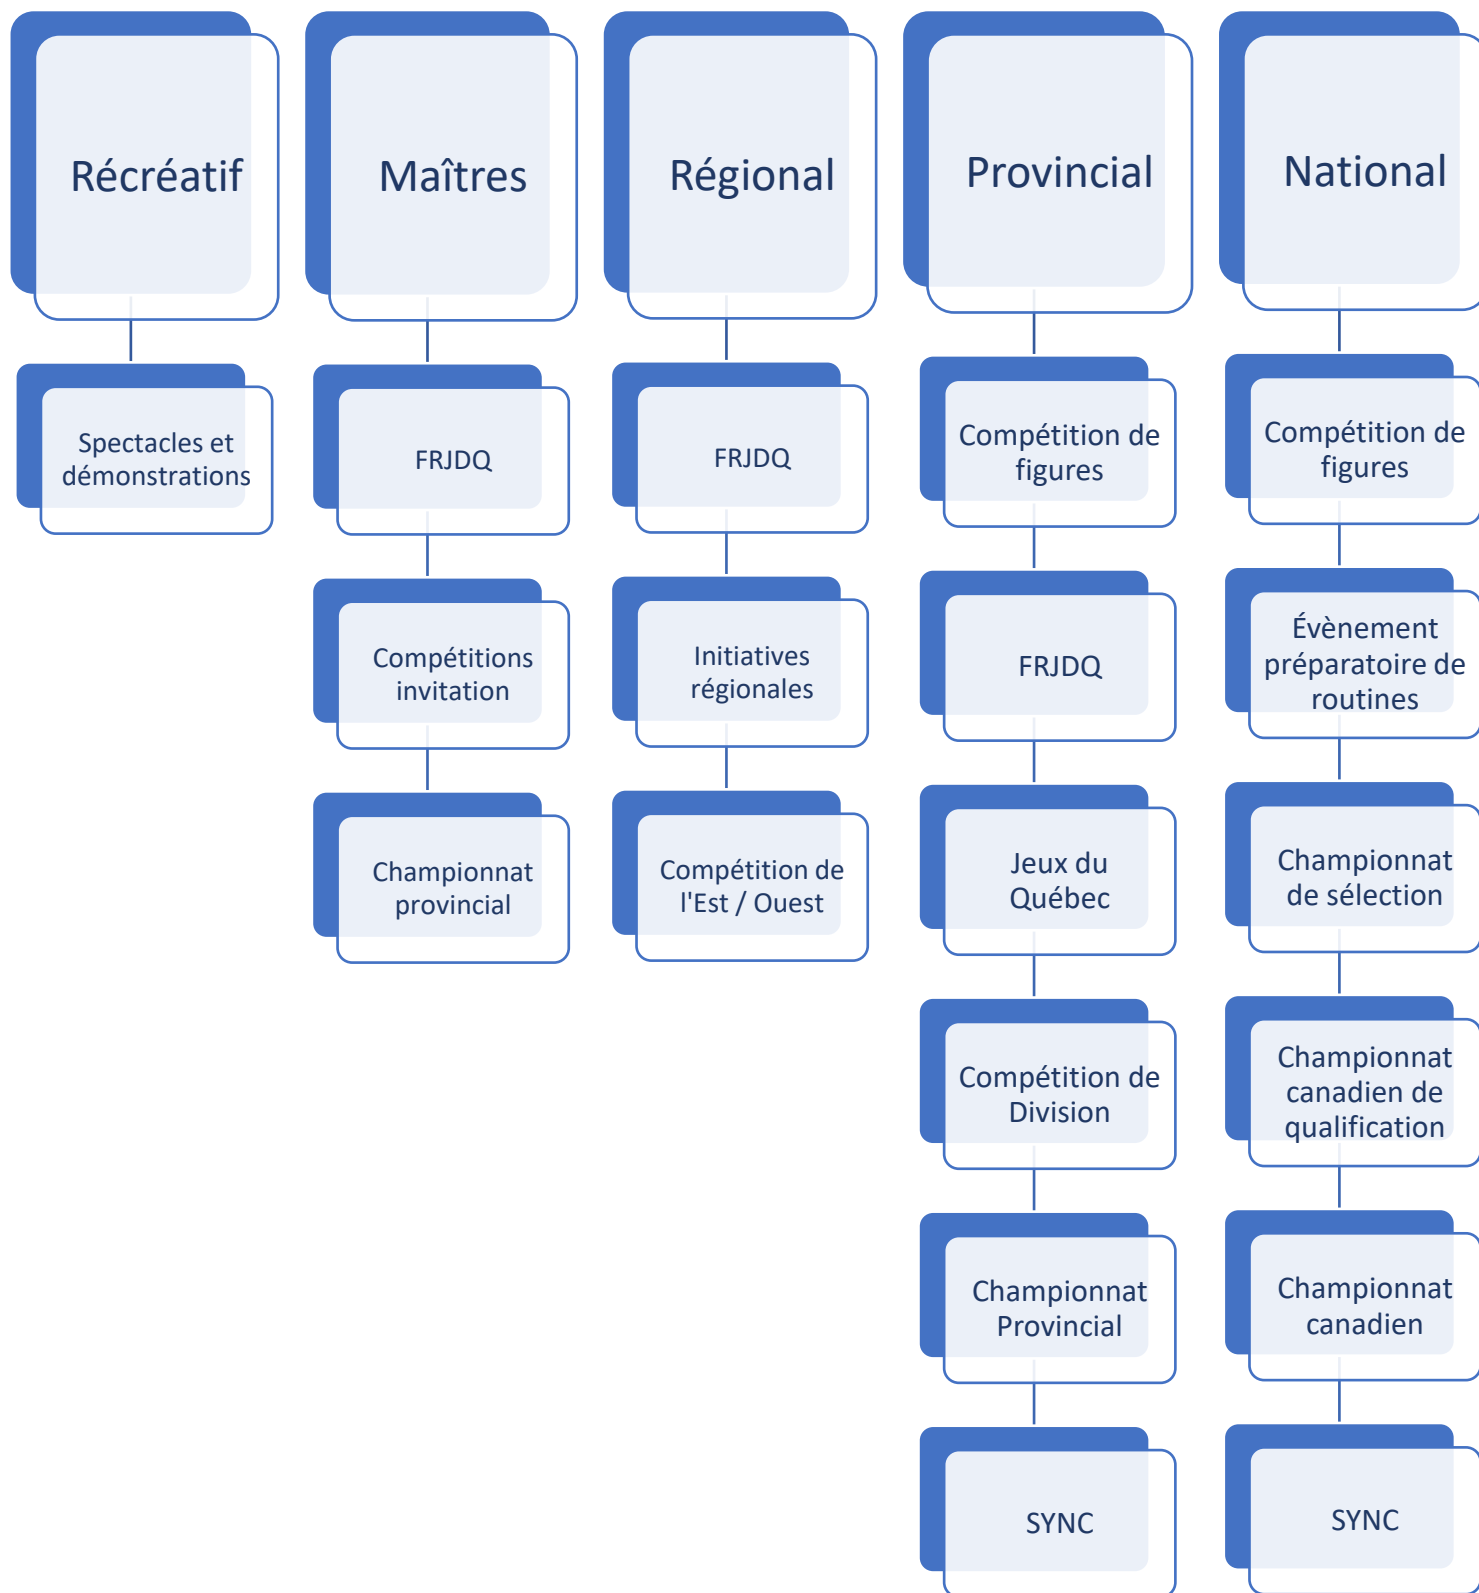 Récréatif
Spectacles et
démonstrations
Maîtres
FRJDQ
Compétitions
invitation
Championnat
provincial
Régional
FRJDQ
Initiatives
régionales
Compétition de
l'Est / Ouest
Provincial
Compétition de
figures
FRJDQ
Jeux du
Québec
Compétition de
Division
Championnat
Provincial
SYNC
National
Compétition de
figures
Évènement
préparatoire de
routines
Championnat
de sélection
Championnat
canadien de
qualification
Championnat
canadien
SYNC